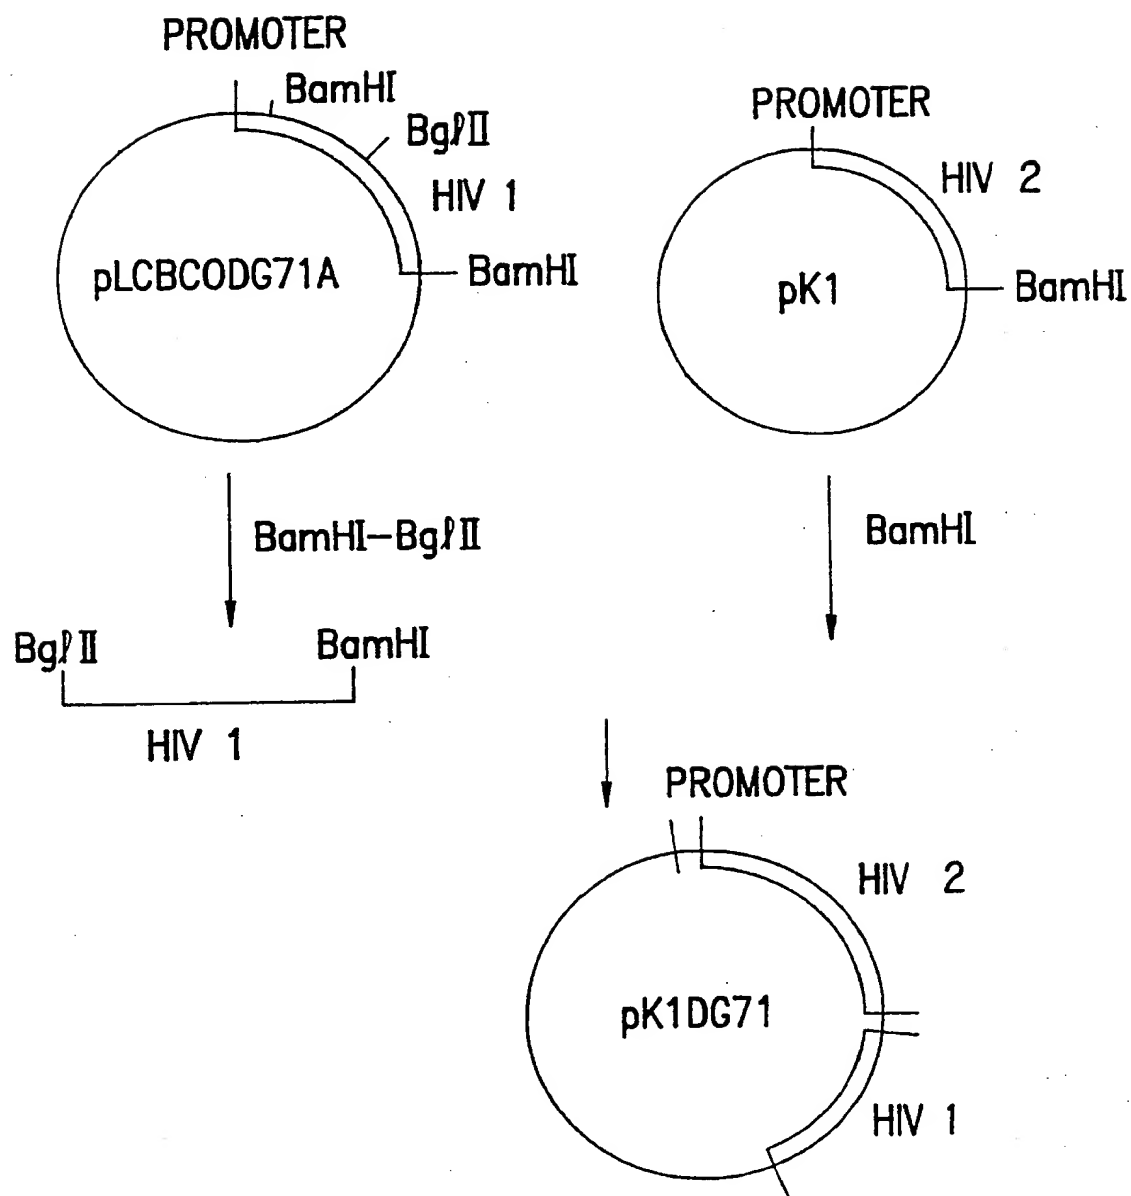 PROMOTER
BamHI
BglII
HIV 1
BamHI
pLCBCODG71A
PROMOTER
HIV 2
BamHI
pK1
BamHI-BglII
BamHI
BglII
BamHI
HIV 1
PROMOTER
HIV 2
pK1DG71
HIV 1